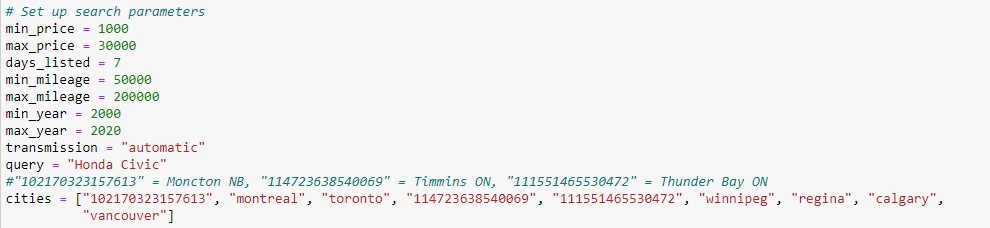 # Set up search parameters
min_price = 1000
max_price = 30000
days_listed = 7
min_mileage = 50000
max_mileage = 200000
min_year = 2000
max_year = 2020
transmission = "automatic"
query = "Honda Civic"
#"102170323157613" = Moncton NB, "114723638540069" = Timmins ON, "111551465530472" = Thunder Bay ON
cities = ["102170323157613", "montreal", "toronto", "114723638540069", "111551465530472", "winnipeg", "regina", "calgary",
"vancouver"]